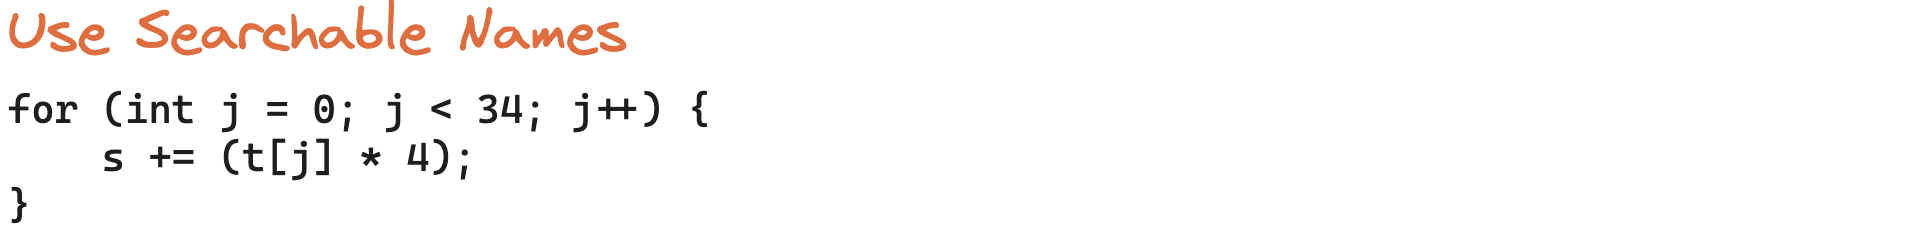 Use Searchable Names
for (int j = 0; j < 34; j++) {
    s += (t[j] * 4);
}